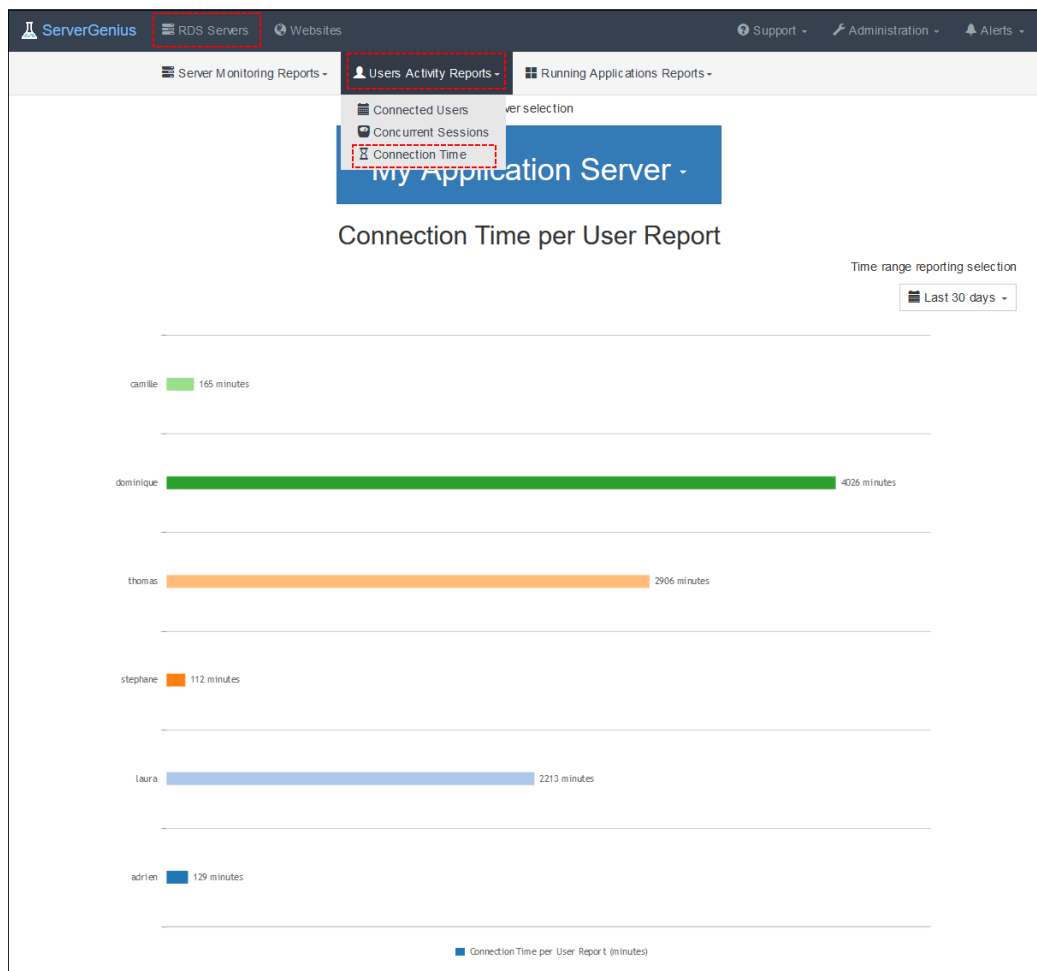 ServerGenius RDS Servers Websites Support Administration Alerts
Server Monitoring Reports Users Activity Reports Running Applications Reports
Connected Users
Concurrent Sessions
Connection Time
selection
My Application Server
Connection Time per User Report
Time range reporting selection
Last 30 days
camille 165 minutes
dominique 4026 minutes
thomas 2906 minutes
stephane 112 minutes
laura 2213 minutes
adrien 129 minutes
Connection Time per User Report (minutes)